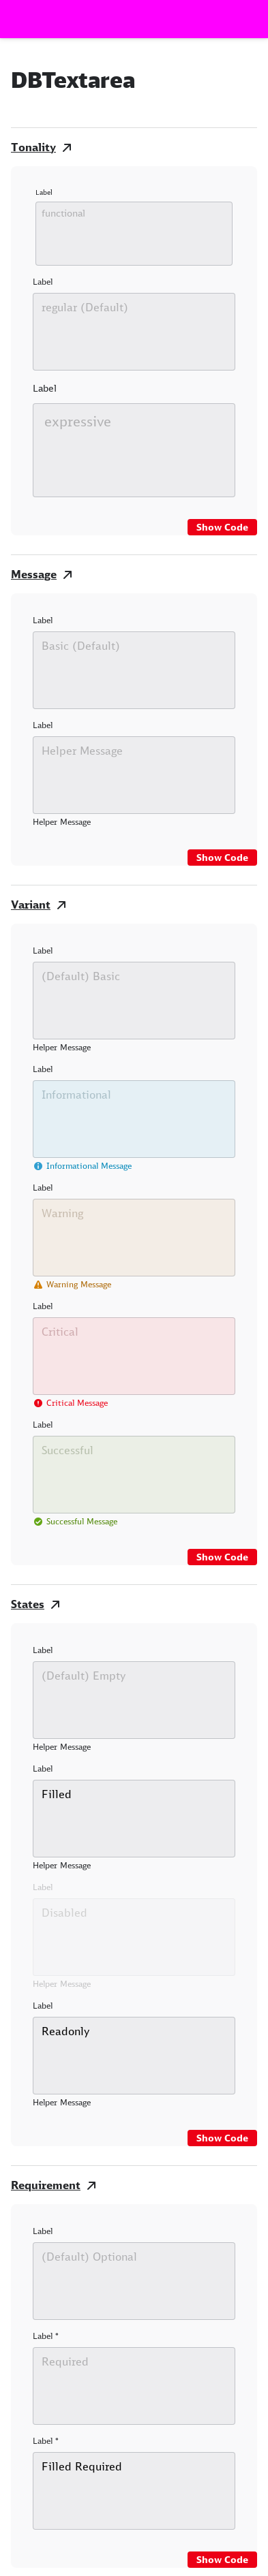 DBTextarea
Tonality
Label
functional
Label
regular (Default)
Label
expressive
Show Code
Message
Label
Basic (Default)
Label
Helper Message
Helper Message
Show Code
Variant
Label
(Default) Basic
Helper Message
Label
Informational
Informational Message
Label
Warning
Warning Message
Label
Critical
Critical Message
Label
Successful
Successful Message
Show Code
States
Label
(Default) Empty
Helper Message
Label
Filled
Helper Message
Label
Disabled
Helper Message
Label
Readonly
Helper Message
Show Code
Requirement
Label
(Default) Optional
Label *
Required
Label *
Filled Required
Show Code